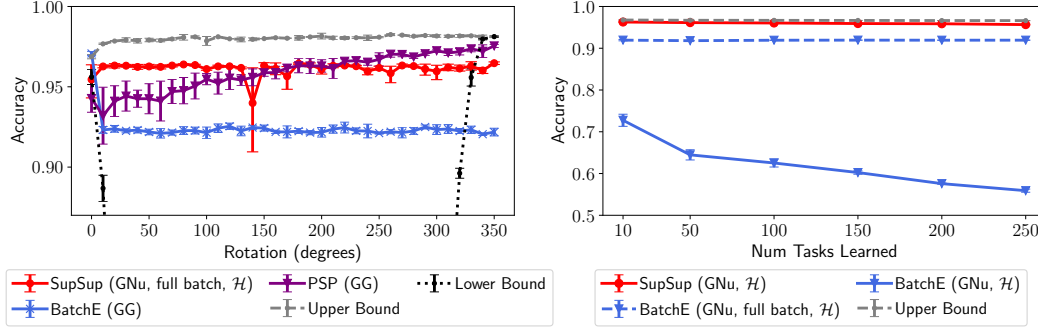 1.00
0.95
0.90
Accuracy
0 50 100 150 200 250 300 350
Rotation (degrees)
SupSup (GNu, full batch, ℋ)
BatchE (GG)
PSP (GG)
Upper Bound
Lower Bound
1.0
0.9
0.8
0.7
0.6
0.5
Accuracy
10 50 100 150 200 250
Num Tasks Learned
SupSup (GNu, ℋ)
BatchE (GNu, full batch, ℋ)
BatchE (GNu, ℋ)
Upper Bound